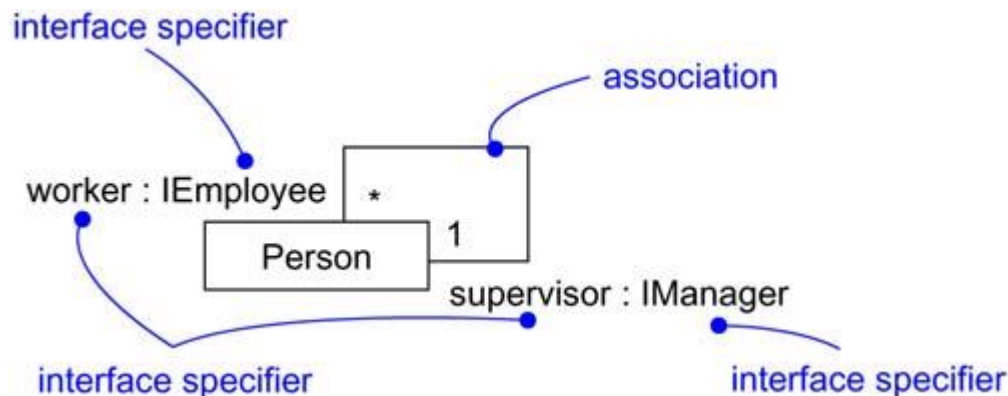 interface specifier
association
worker : IEmployee
*
1
Person
supervisor : IManager
interface specifier
interface specifier